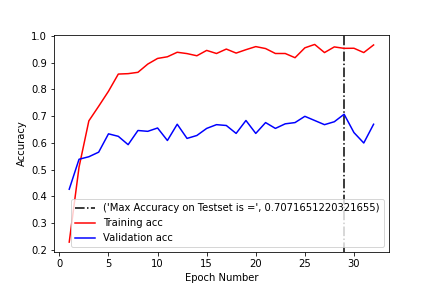 1.0
0.9
0.8
0.7
0.6
0.5
0.4
0.3
0.2
Accuracy
('Max Accuracy on Testset is =', 0.7071651220321655)
Training acc
Validation acc
0 5 10 15 20 25 30
Epoch Number